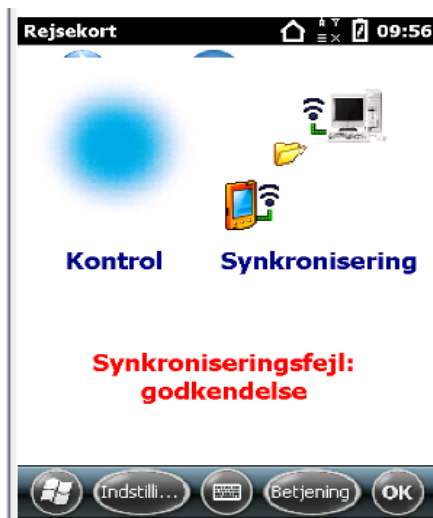 Rejsekort 09:56
Kontrol Synkronisering
Synkroniseringsfejl:
godkendelse
Indstilli... Betjening OK